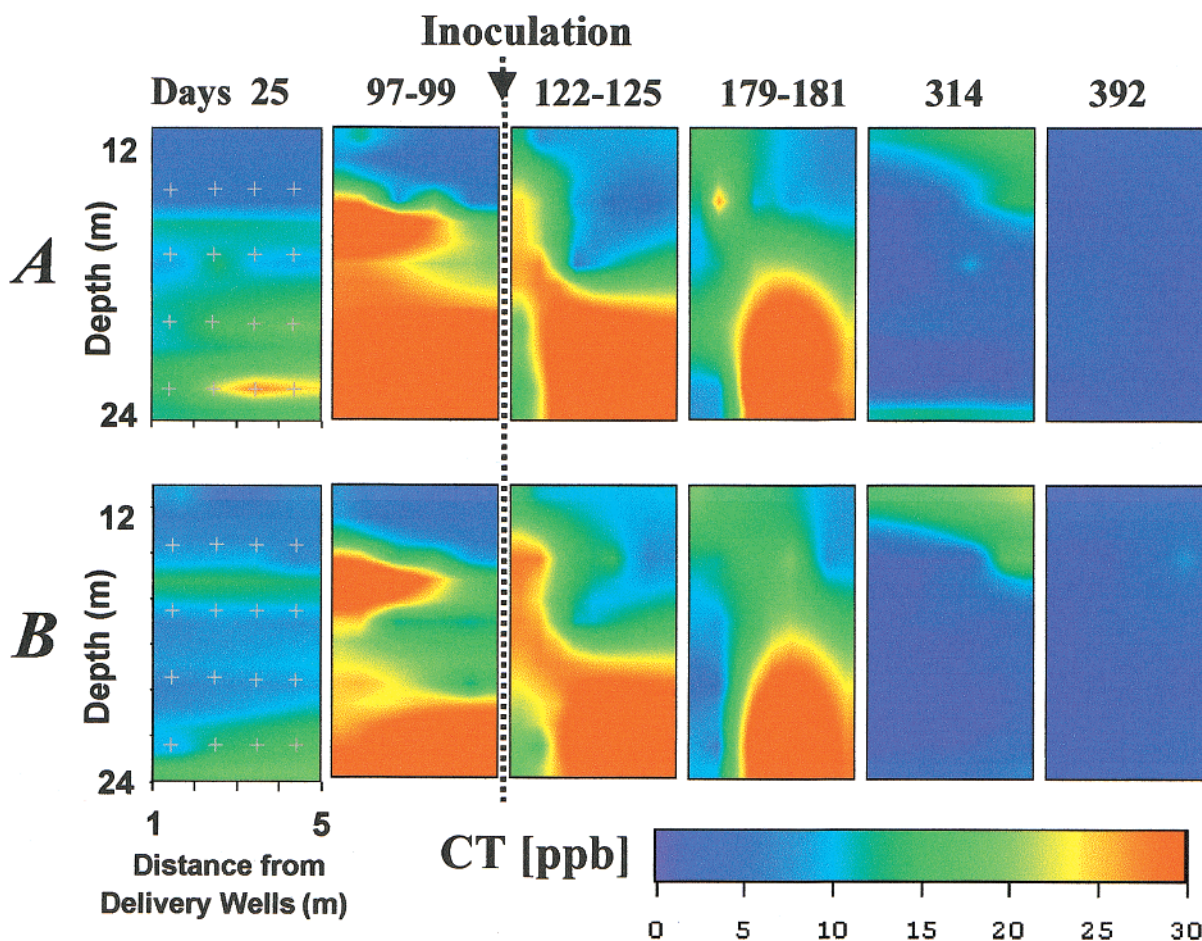 Inoculation
Days 25 97-99 122-125 179-181 314 392
12
A
Depth (m)
24
12
B
Depth (m)
24
1 5
Distance from
Delivery Wells (m)
CT [ppb]
0 5 10 15 20 25 30